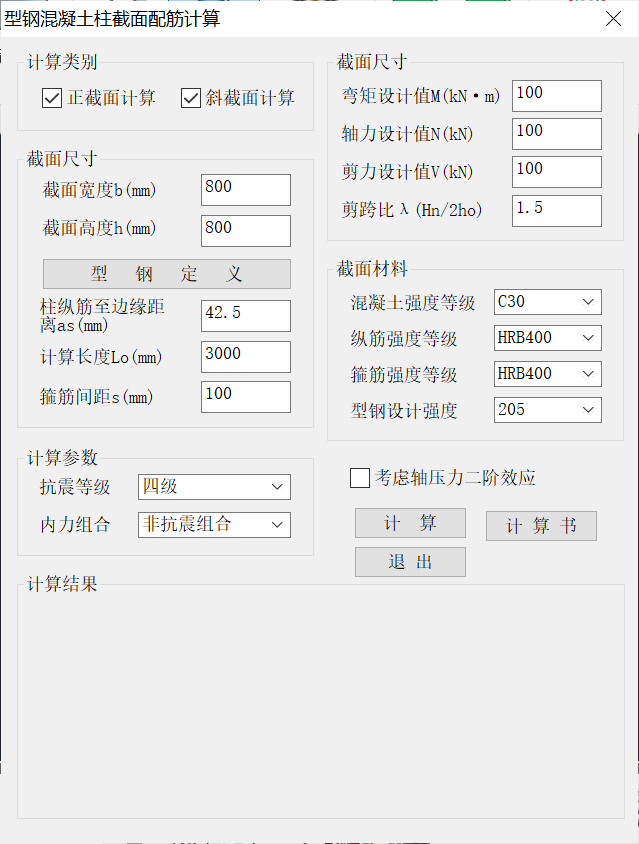 型钢混凝土柱截面配筋计算
计算类别
正截面计算
斜截面计算
截面尺寸
截面宽度b(mm)
800
截面高度h(mm)
800
型 钢 定 义
柱纵筋至边缘距
离as(mm)
42.5
计算长度Lo(mm)
3000
箍筋间距s(mm)
100
计算参数
抗震等级
四级
内力组合
非抗震组合
截面尺寸
弯矩设计值M(kN·m)
100
轴力设计值N(kN)
100
剪力设计值V(kN)
100
剪跨比λ(Hn/2ho)
1.5
截面材料
混凝土强度等级
C30
纵筋强度等级
HRB400
箍筋强度等级
HRB400
型钢设计强度
205
考虑轴压力二阶效应
计 算
计 算 书
退 出
计算结果